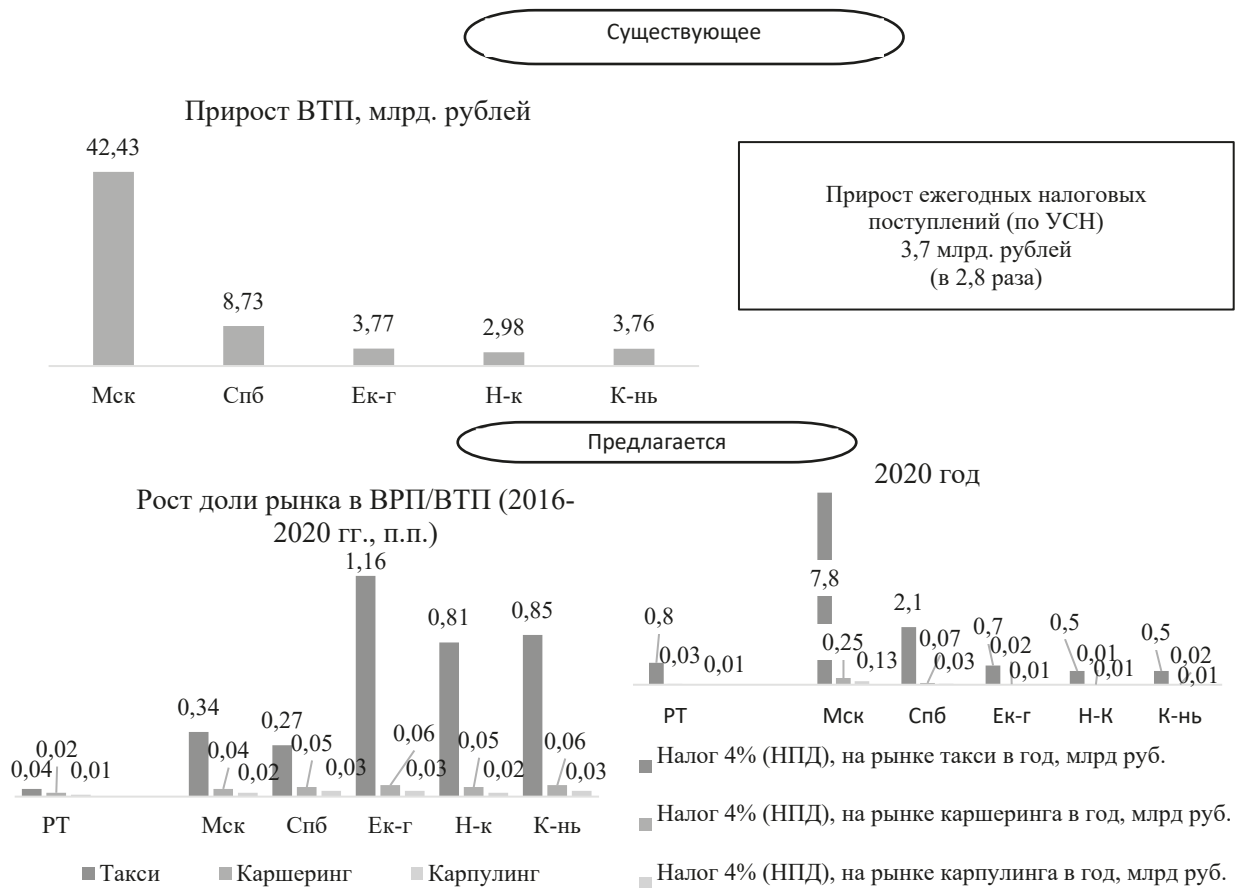 Существующее
Прирост ВТП, млрд. рублей
42,43
8,73
3,77
2,98
3,76
Мск
Спб
Ек-г
Н-к
К-нь
Прирост ежегодных налоговых
поступлений (по УСН)
3,7 млрд. рублей
(в 2,8 раза)
Предлагается
Рост доли рынка в ВРП/ВТП (2016-
2020 гг., п.п.)
0,04
0,02
0,01
0,34
0,04
0,02
0,27
0,05
0,03
1,16
0,06
0,03
0,81
0,05
0,02
0,85
0,06
0,03
РТ
Мск
Спб
Ек-г
Н-к
К-нь
Такси
Каршеринг
Карпулинг
2020 год
0,8
0,03
0,01
7,8
0,25
0,13
2,1
0,07
0,03
0,7
0,02
0,01
0,5
0,01
0,01
0,5
0,02
0,01
РТ
Мск
Спб
Ек-г
Н-К
К-нь
Налог 4% (НПД), на рынке такси в год, млрд руб.
Налог 4% (НПД), на рынке каршеринга в год, млрд руб.
Налог 4% (НПД), на рынке карпулинга в год, млрд руб.